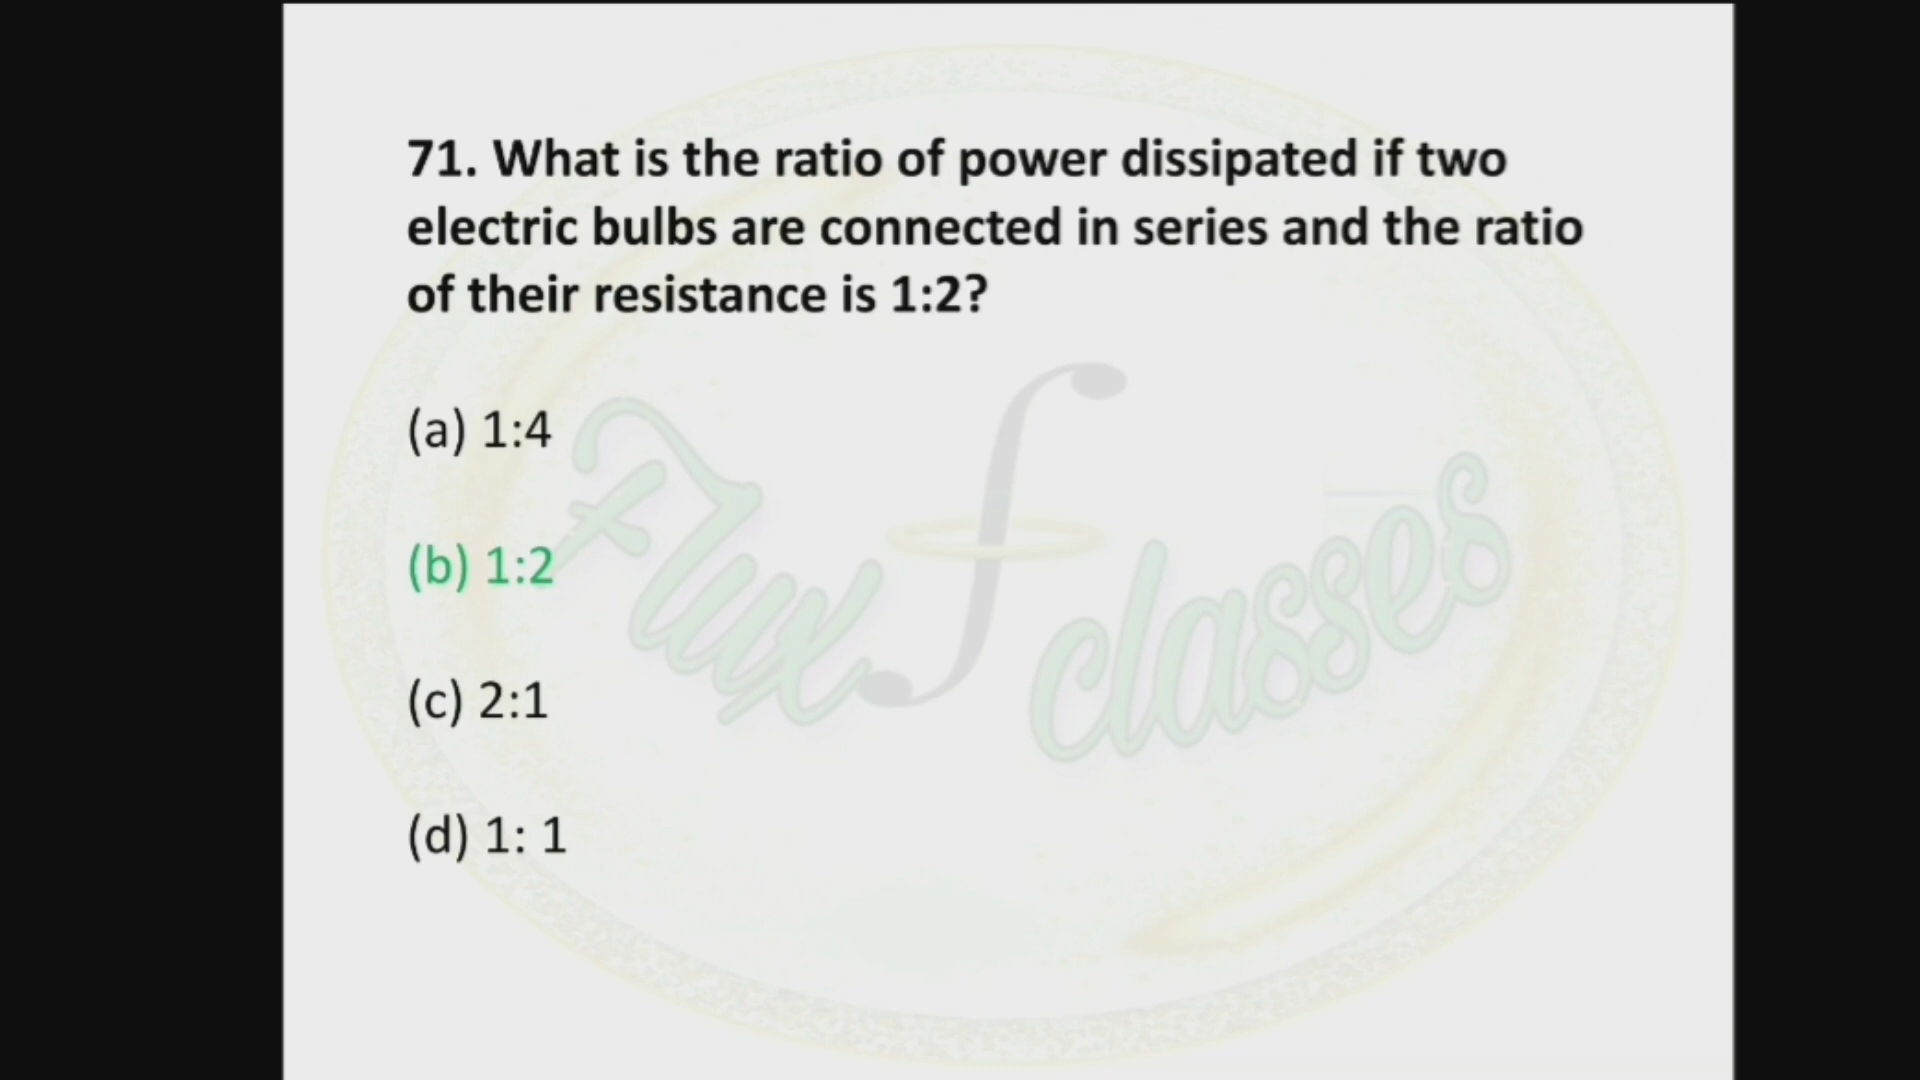 71. What is the ratio of power dissipated if two
electric bulbs are connected in series and the ratio
of their resistance is 1:2?
(a) 1:4
(b) 1:2
(c) 2:1
(d) 1: 1
Flux classes